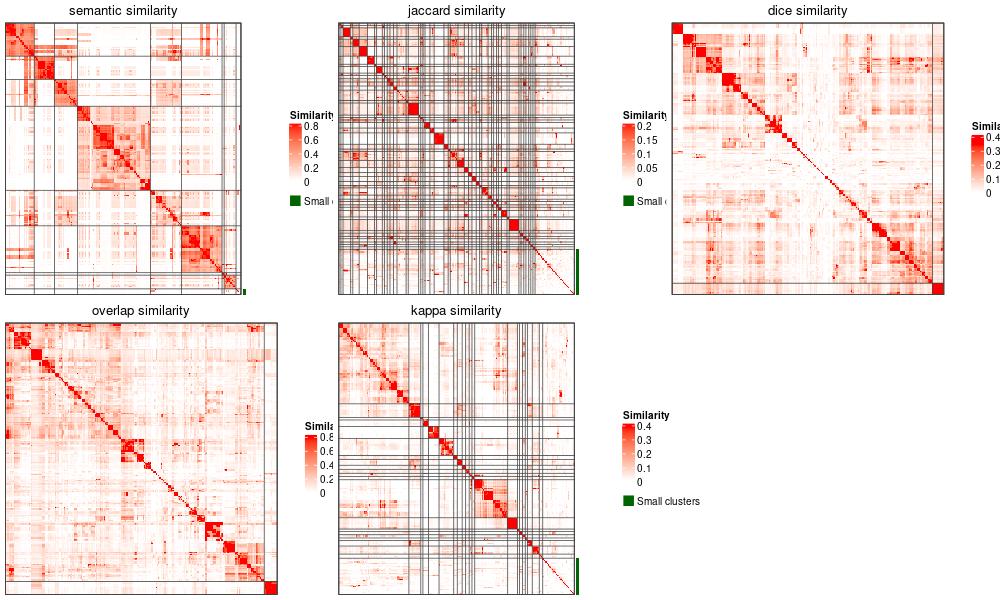 semantic similarity
Similarity
0.8
0.6
0.4
0.2
0
Small
jaccard similarity
Similarity
0.2
0.15
0.1
0.05
0
Small
dice similarity
Simila
0.4
0.3
0.2
0.1
0
overlap similarity
Simila
0.8
0.6
0.4
0.2
0
kappa similarity
Similarity
0.4
0.3
0.2
0.1
0
Small clusters